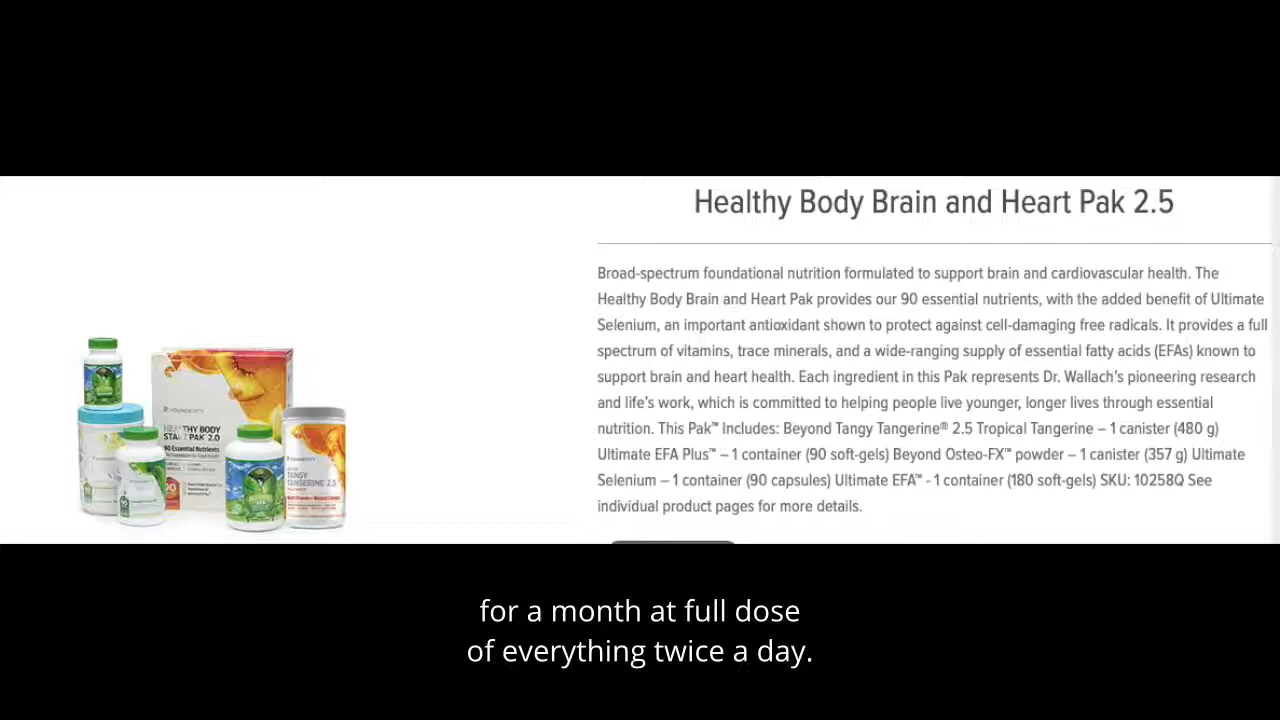 Healthy Body Brain and Heart Pak 2.5
Broad-spectrum foundational nutrition formulated to support brain and cardiovascular health. The
Healthy Body Brain and Heart Pak provides our 90 essential nutrients, with the added benefit of Ultimate
Selenium, an important antioxidant shown to protect against cell-damaging free radicals. It provides a full
spectrum of vitamins, trace minerals, and a wide-ranging supply of essential fatty acids (EFAs) known to
support brain and heart health. Each ingredient in this Pak represents Dr. Wallach's pioneering research
and life's work, which is committed to helping people live younger, longer lives through essential
nutrition. This Pak™ Includes: Beyond Tangy Tangerine® 2.5 Tropical Tangerine – 1 canister (480 g)
Ultimate EFA Plus™ – 1 container (90 soft-gels) Beyond Osteo-FX™ powder – 1 canister (357 g) Ultimate
Selenium – 1 container (90 capsules) Ultimate EFA™ - 1 container (180 soft-gels) SKU: 10258Q See
individual product pages for more details.
YOUNGEVITY
HEALTHY BODY
START PAK 2.0
90 Essential Nutrients
TANGY
TANGERINE 2.5
for a month at full dose
of everything twice a day.